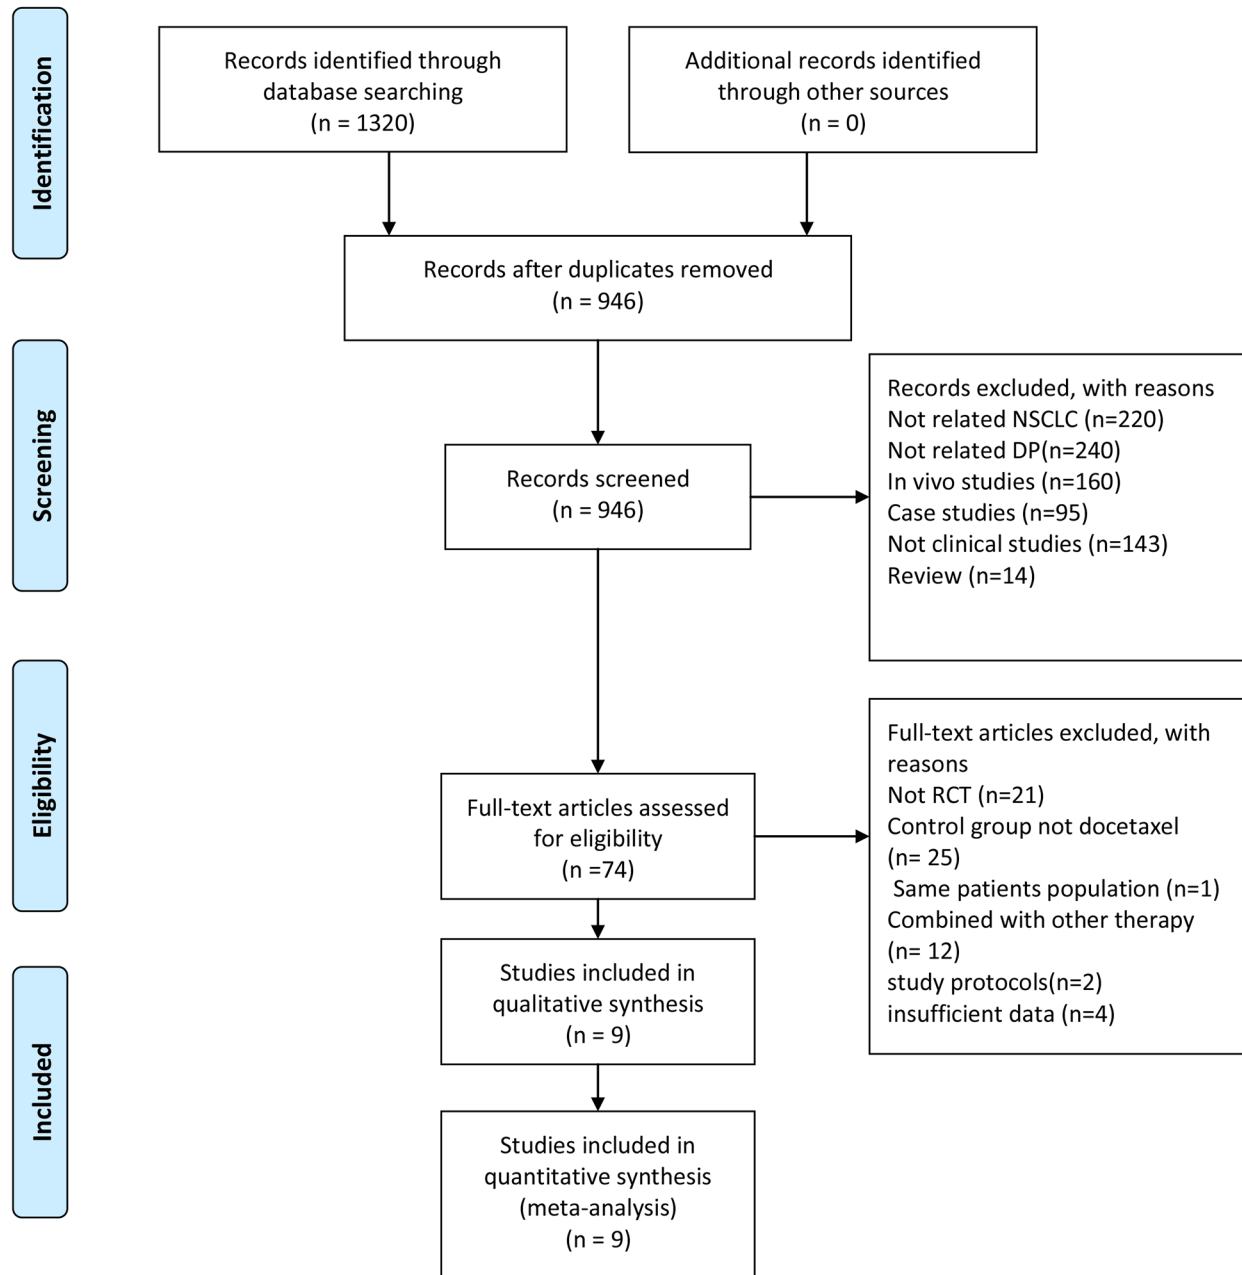 Identification
Records identified through
database searching
(n = 1320)
Additional records identified
through other sources
(n = 0)
Records after duplicates removed
(n = 946)
Screening
Records screened
(n = 946)
Records excluded, with reasons
Not related NSCLC (n=220)
Not related DP(n=240)
In vivo studies (n=160)
Case studies (n=95)
Not clinical studies (n=143)
Review (n=14)
Eligibility
Full-text articles assessed
for eligibility
(n =74)
Full-text articles excluded, with
reasons
Not RCT (n=21)
Control group not docetaxel
(n= 25)
Same patients population (n=1)
Combined with other therapy
(n= 12)
study protocols(n=2)
insufficient data (n=4)
Included
Studies included in
qualitative synthesis
(n = 9)
Studies included in
quantitative synthesis
(meta-analysis)
(n = 9)